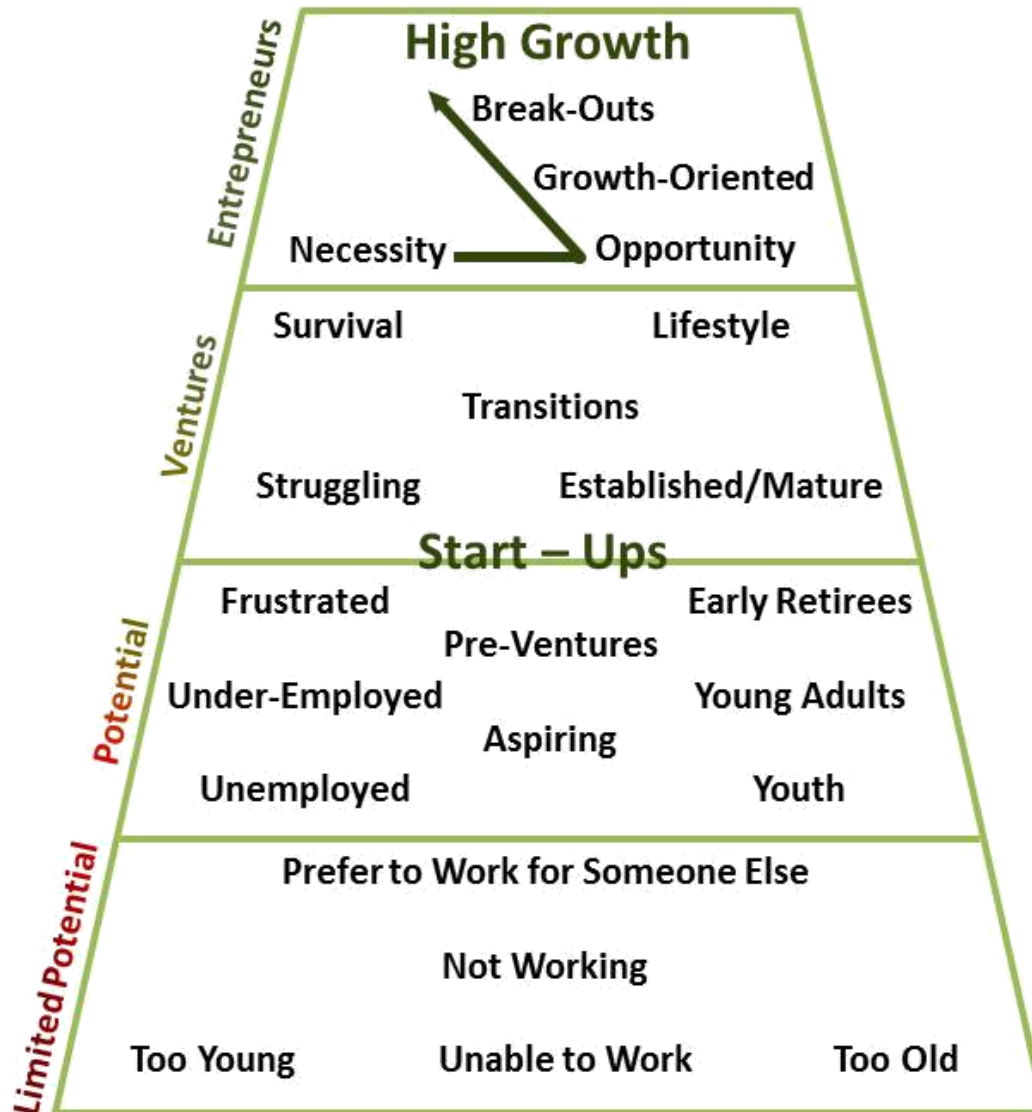 Entrepreneurs
High Growth
Break-Outs
Growth-Oriented
Necessity
Opportunity
Ventures
Survival
Lifestyle
Transitions
Struggling
Established/Mature
Start – Ups
Potential
Frustrated
Early Retirees
Pre-Ventures
Under-Employed
Young Adults
Aspiring
Unemployed
Youth
Limited Potential
Prefer to Work for Someone Else
Not Working
Too Young
Unable to Work
Too Old